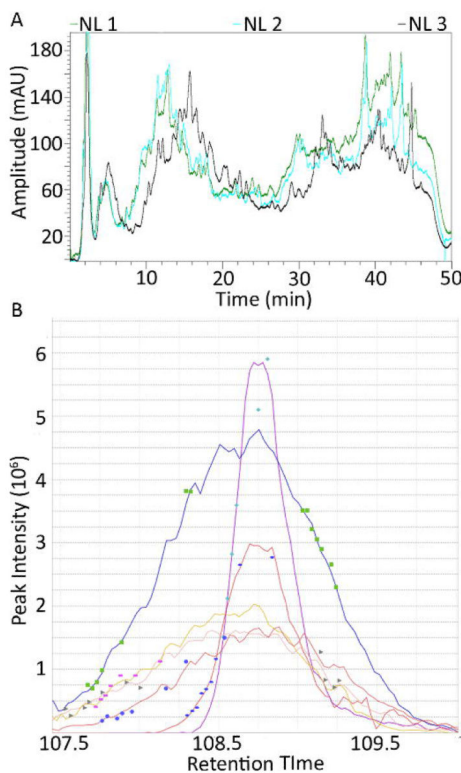 A
NL 1 NL 2 NL 3
180
140
100
60
20
Amplitude (mAU)
10 20 30 40 50
Time (min)
B
6
5
4
3
2
1
Peak Intensity (10⁶)
107.5 108.5 109.5
Retention TIme